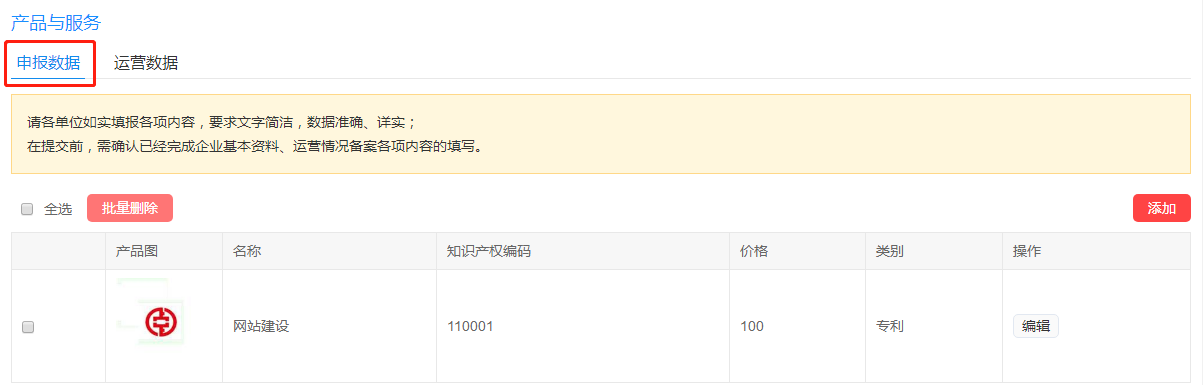 产品与服务
申报数据 运营数据
请各单位如实填报各项内容，要求文字简洁，数据准确、详实；
在提交前，需确认已经完成企业基本资料、运营情况备案各项内容的填写。
全选 批量删除 添加
产品图 名称 知识产权编码 价格 类别 操作
网站建设 110001 100 专利 编辑